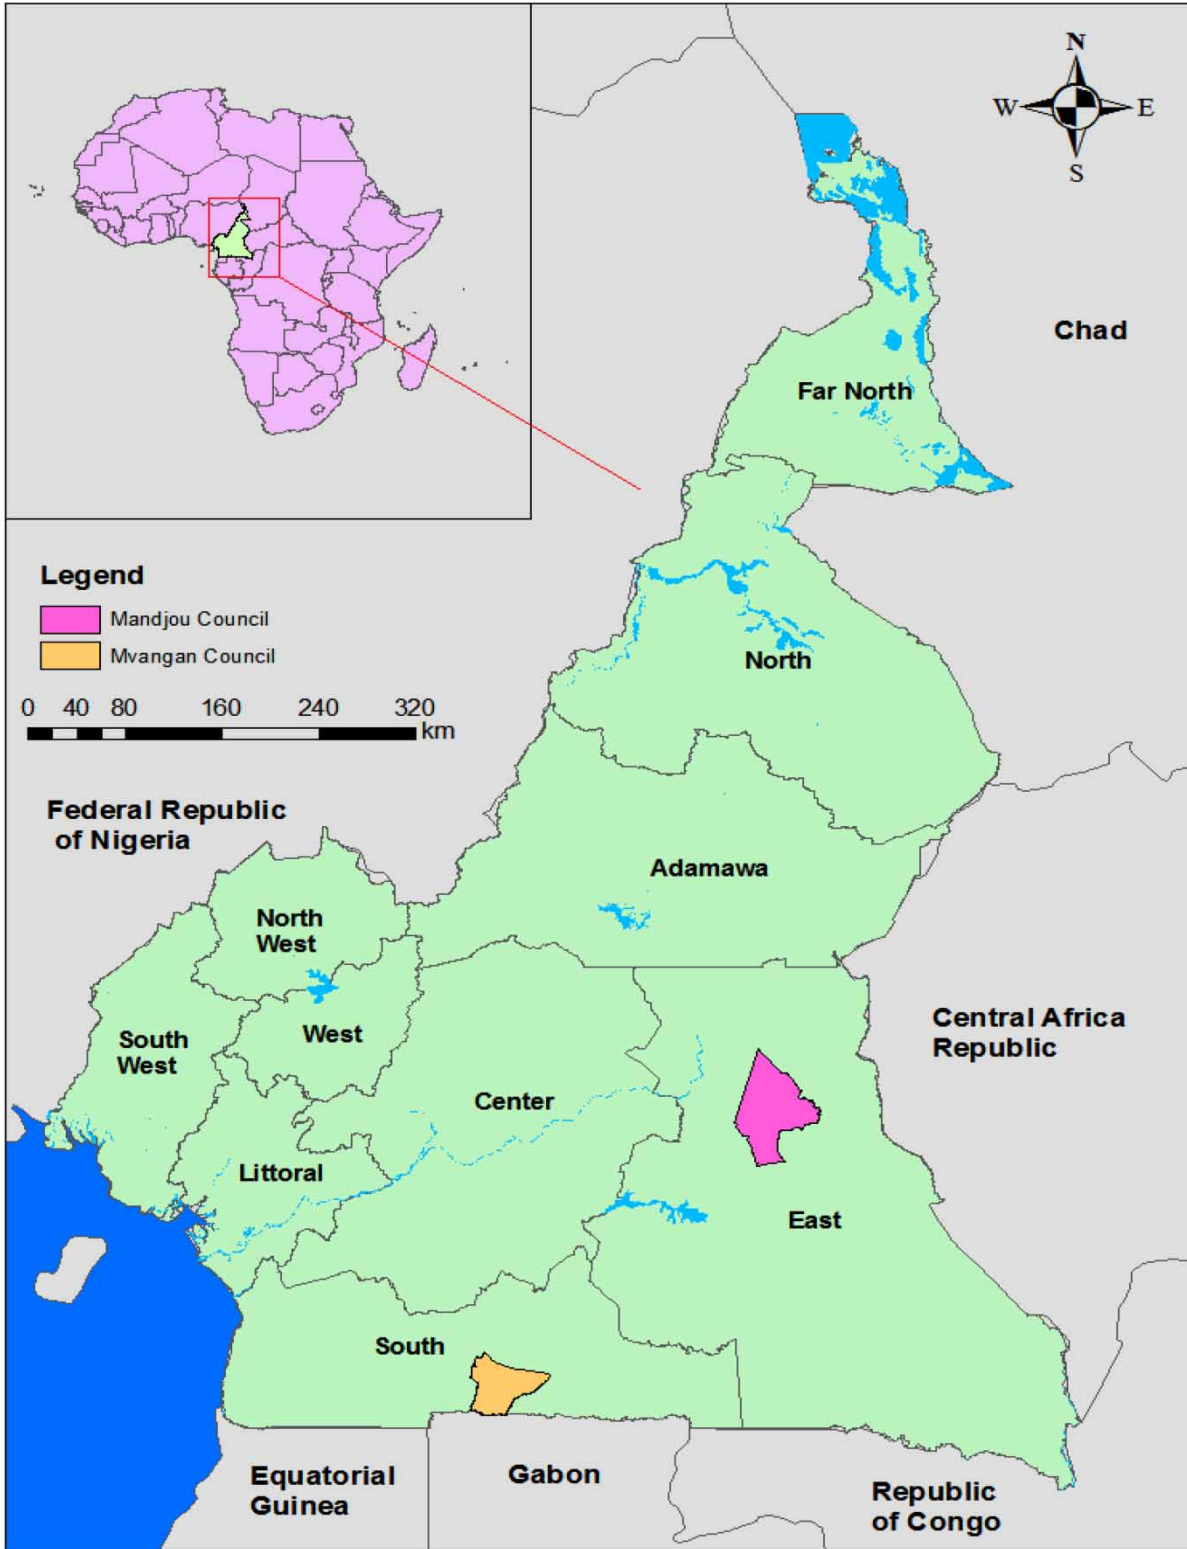 N
W E
S
Chad
Far North
Legend
Mandjou Council
Mvangan Council
0 40 80 160 240 320
km
North
Federal Republic
of Nigeria
Adamawa
North
West
South
West
West
Center
Central Africa
Republic
Littoral
East
South
Equatorial
Guinea
Gabon
Republic
of Congo